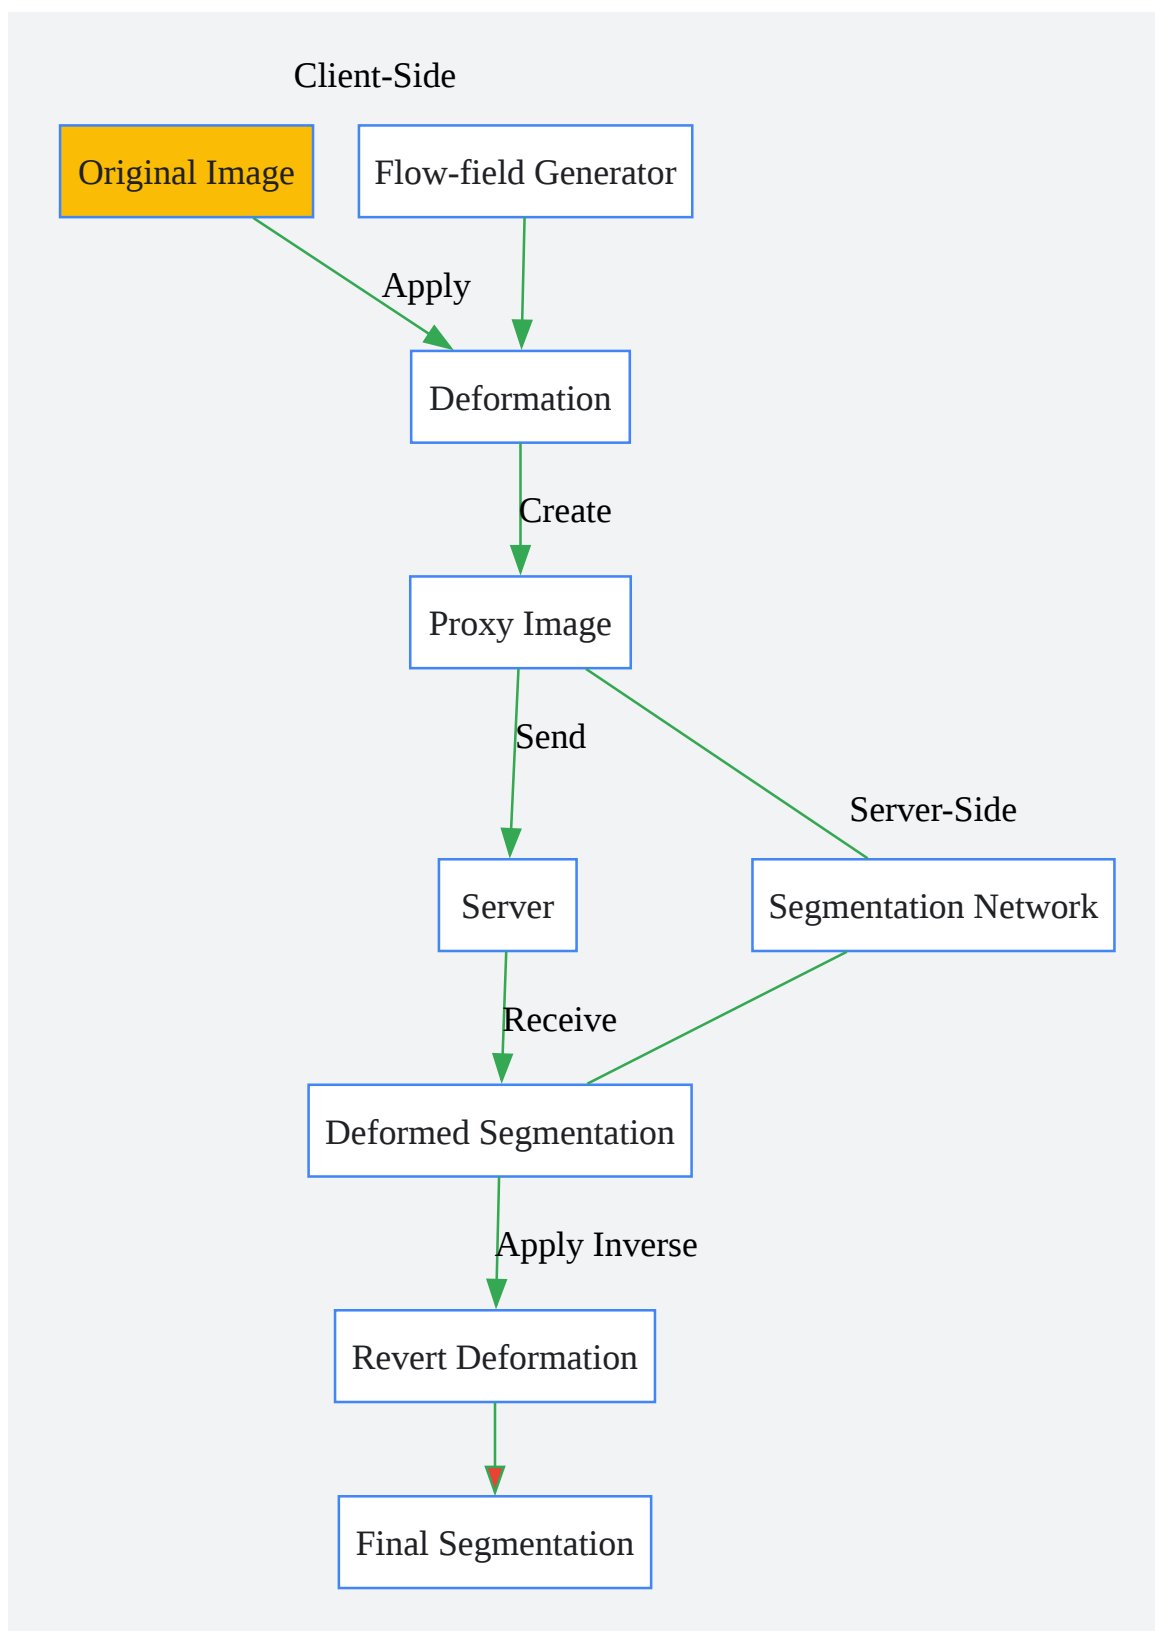 Client-Side
Original Image
Flow-field Generator
Apply
Deformation
Create
Proxy Image
Send
Server-Side
Server
Segmentation Network
Receive
Deformed Segmentation
Apply Inverse
Revert Deformation
Final Segmentation